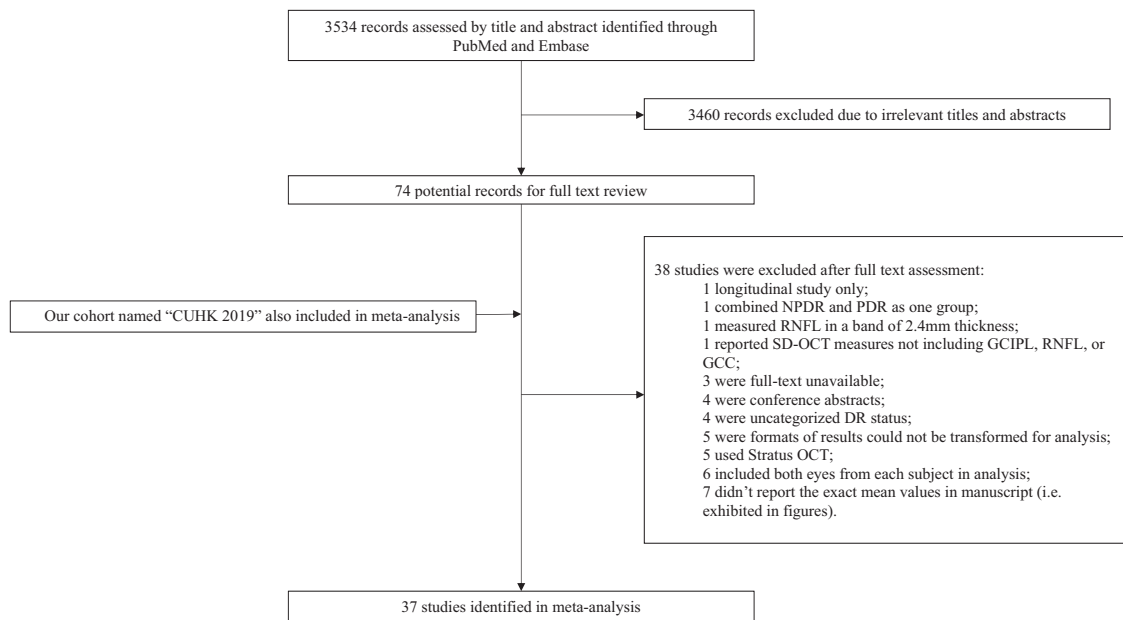 3534 records assessed by title and abstract identified through
PubMed and Embase
3460 records excluded due to irrelevant titles and abstracts
74 potential records for full text review
Our cohort named “CUHK 2019” also included in meta-analysis
38 studies were excluded after full text assessment:
1 longitudinal study only;
1 combined NPDR and PDR as one group;
1 measured RNFL in a band of 2.4mm thickness;
1 reported SD-OCT measures not including GCIPL, RNFL, or
GCC;
3 were full-text unavailable;
4 were conference abstracts;
4 were uncategorized DR status;
5 were formats of results could not be transformed for analysis;
5 used Stratus OCT;
6 included both eyes from each subject in analysis;
7 didn’t report the exact mean values in manuscript (i.e.
exhibited in figures).
37 studies identified in meta-analysis